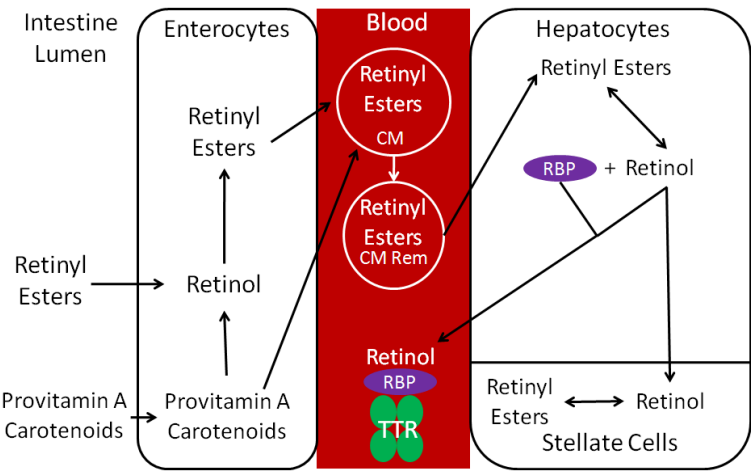 Intestine
Lumen
Enterocytes
Blood
Hepatocytes
Retinyl
Esters
CM
Retinyl Esters
Retinyl
Esters
RBP + Retinol
Retinyl
Esters
CM Rem
Retinyl
Esters
Retinol
Retinol
RBP
TTR
Provitamin A
Carotenoids
Provitamin A
Carotenoids
Retinyl
Esters
Retinol
Stellate Cells